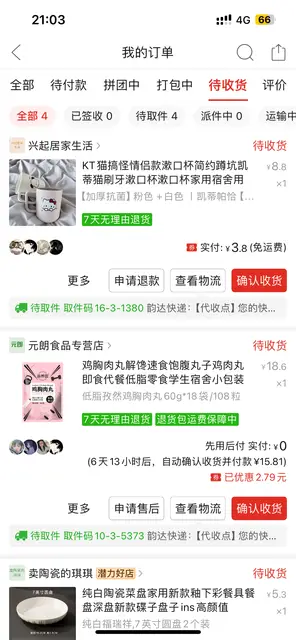 21:03
4G 66
我的订单
全部 待付款 拼团中 打包中 待收货 评价
全部 4 已签收 0 待取件 4 派件中 0 运输中
兴起居家生活 待收货
KT猫搞怪情侣款漱口杯简约蹲坑凯 ¥8.8
蒂猫刷牙漱口杯漱口杯家用宿舍用 ×1
【加厚抗菌】粉色 + 白色 | 凯蒂帕恰【...
7天无理由退货
实付: ¥3.8 (免运费)
更多 申请退款 查看物流 确认收货
待取件 取件码 16-3-1380 韵达快递:【代收点】您的快...
元朗 元朗食品专营店 待收货
鸡胸肉丸解馋速食饱腹丸子鸡肉丸 ¥18.6
即食代餐低脂零食学生宿舍小包装 ×1
低脂孜然鸡胸肉丸60g*18袋/108粒
7天无理由退货 退货包运费保障中
鸡胸肉丸
先用后付 实付: ¥0
(6天13小时后，自动确认收货并付款 ¥15.81)
已优惠2.79元
更多 申请售后 查看物流 确认收货
待取件 取件码 10-3-5373 韵达快递:【代收点】您的快...
卖陶瓷的琪琪 潜力好店 待收货
7英寸圆盘
纯白陶瓷菜盘家用新款釉下彩餐具餐 ¥5.3
盘深盘新款碟子盘子ins高颜值 ×1
纯白福瑞祥,7英寸圆盘2个装